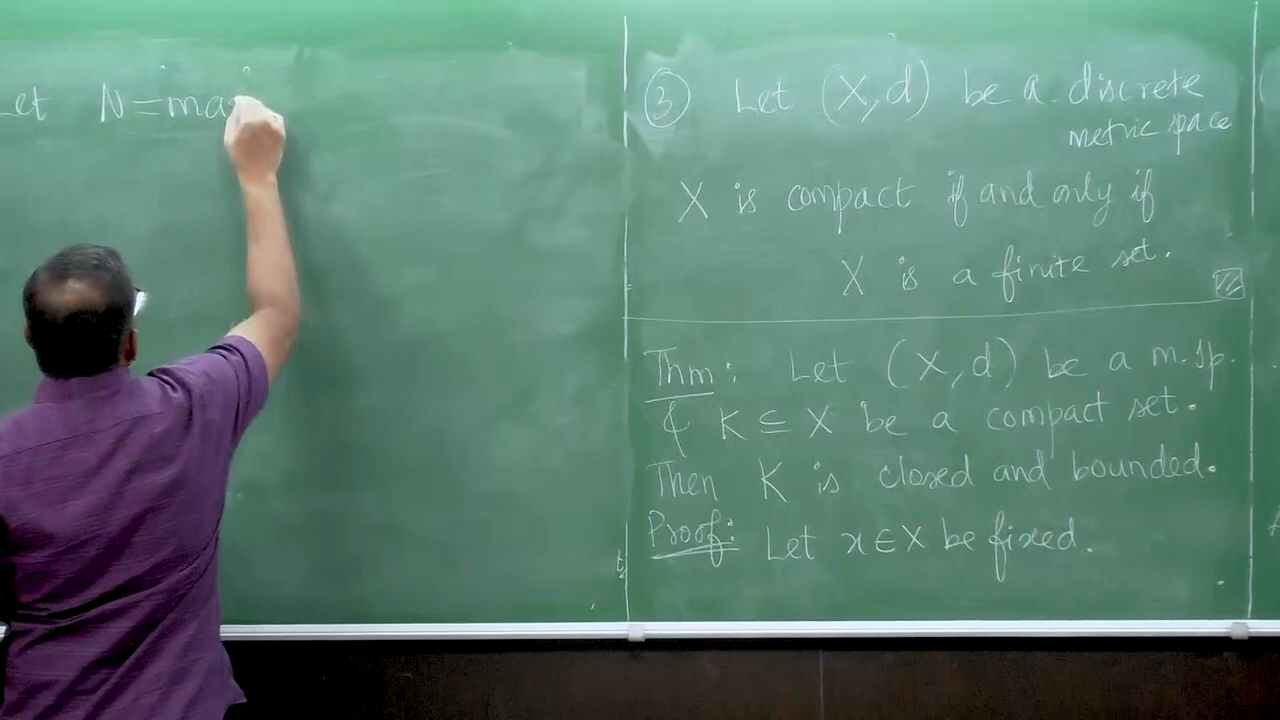 Let N = ma
③ Let (X, d) be a discrete
metric space
X is compact if and only if
X is a finite set.
Thm: Let (X, d) be a m. sp.
& K ⊆ X be a compact set.
Then K is closed and bounded.
Proof: Let x ∈ X be fixed.